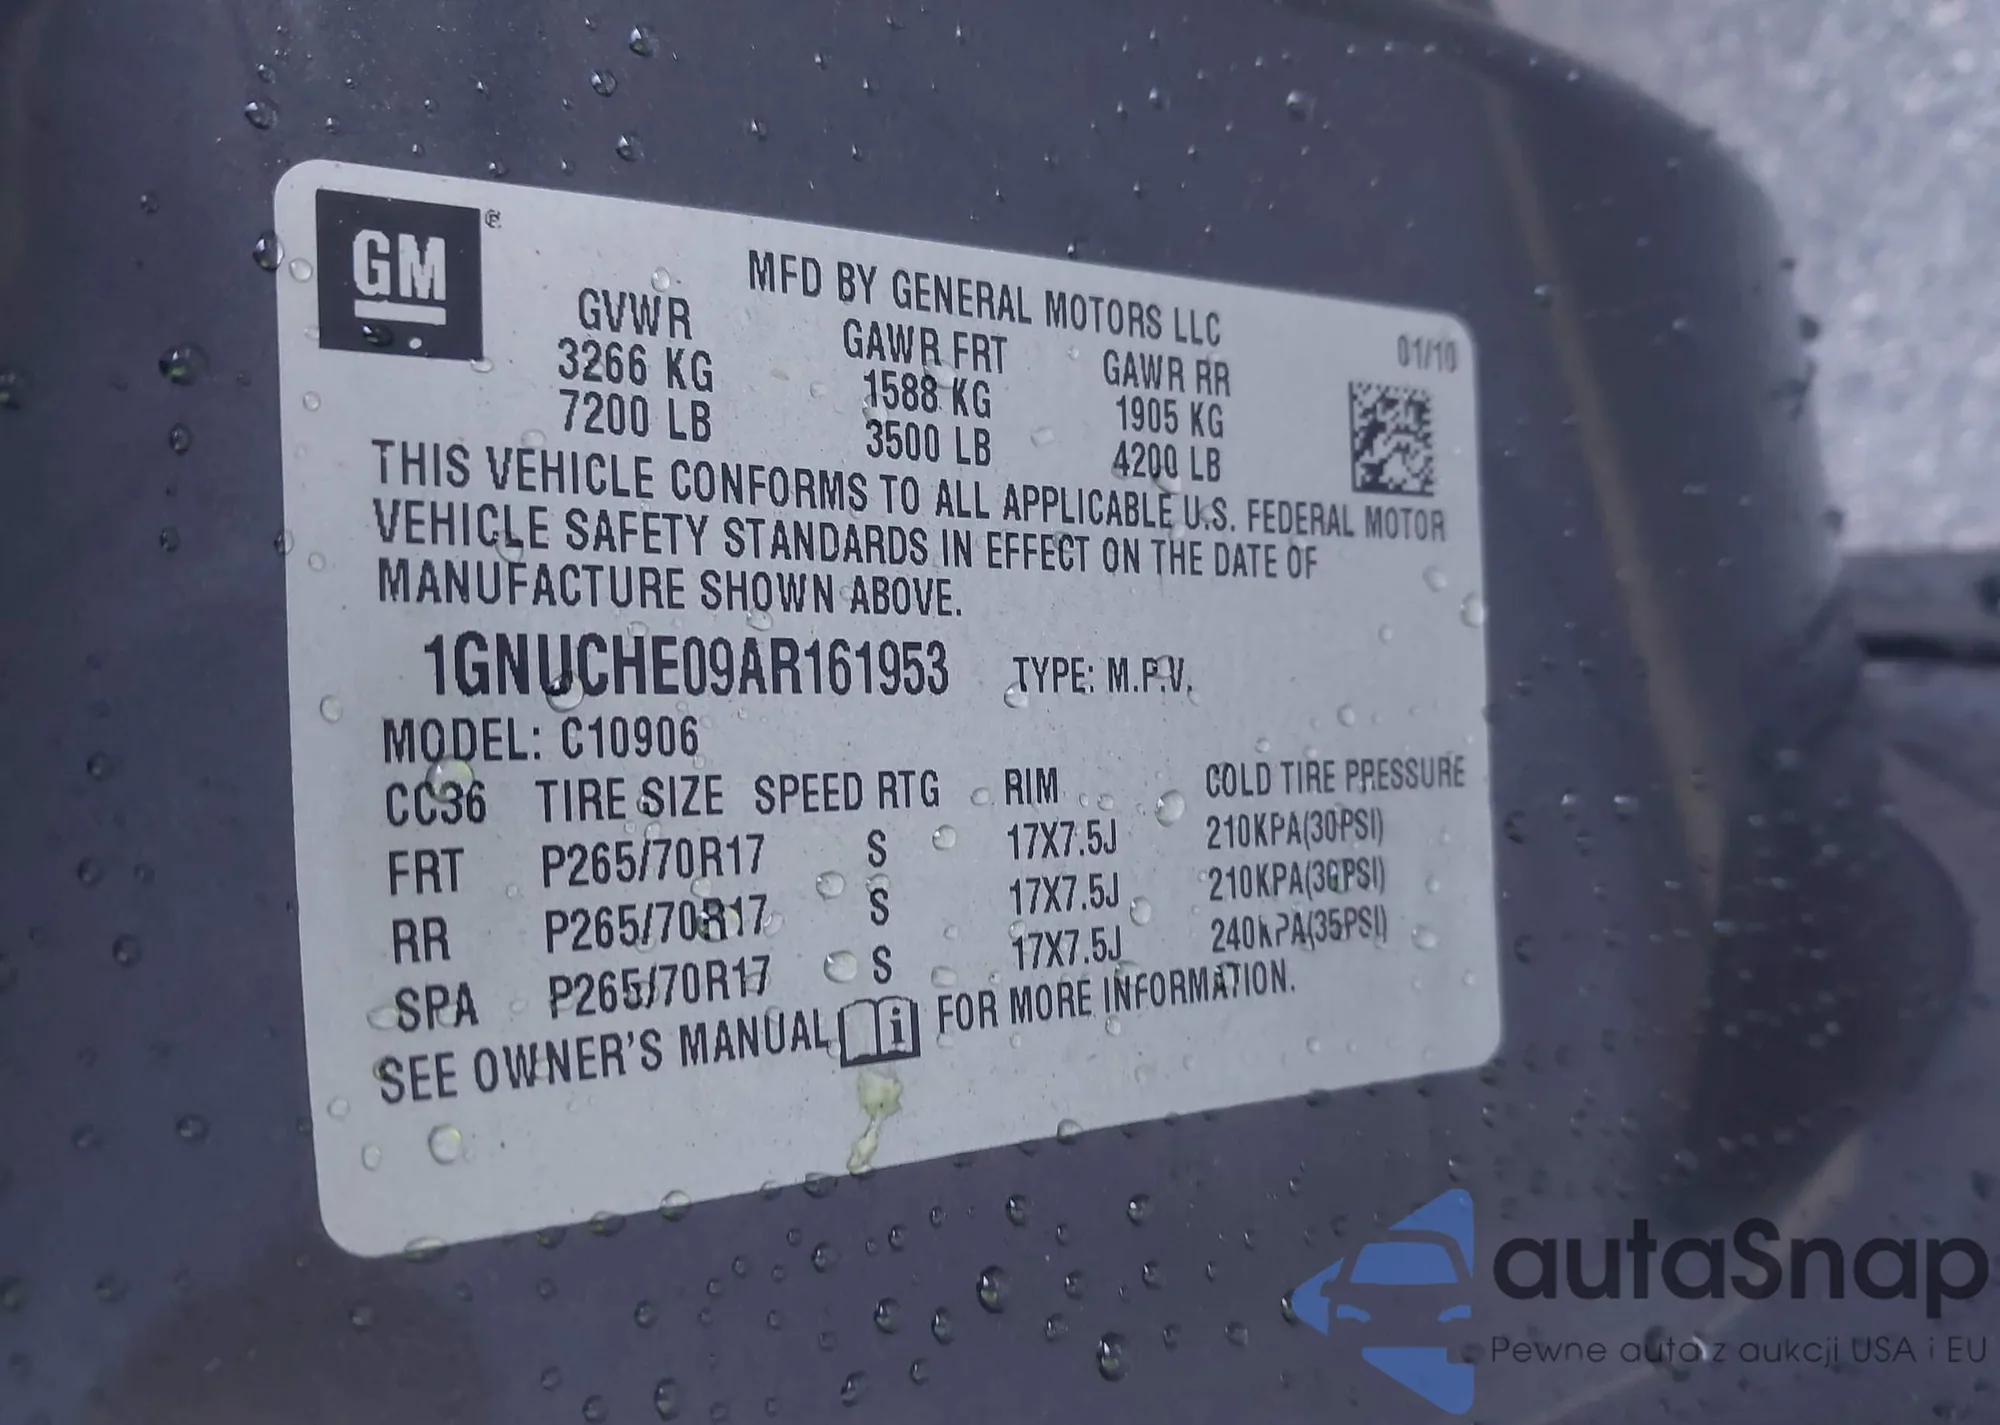 GM ®
MFD BY GENERAL MOTORS LLC
01/10
GVWR GAWR FRT GAWR RR
3266 KG 1588 KG 1905 KG
7200 LB 3500 LB 4200 LB
THIS VEHICLE CONFORMS TO ALL APPLICABLE U.S. FEDERAL MOTOR
VEHICLE SAFETY STANDARDS IN EFFECT ON THE DATE OF
MANUFACTURE SHOWN ABOVE.
1GNUCHE09AR161953 TYPE: M.P.V.
MODEL: C10906
CC36 TIRE SIZE SPEED RTG RIM COLD TIRE PRESSURE
FRT P265/70R17 S 17X7.5J 210KPA(30PSI)
RR P265/70R17 S 17X7.5J 210KPA(30PSI)
SPA P265/70R17 S 17X7.5J 240KPA(35PSI)
SEE OWNER'S MANUAL i FOR MORE INFORMATION.
autaSnap
Pewne auta z aukcji USA i EU